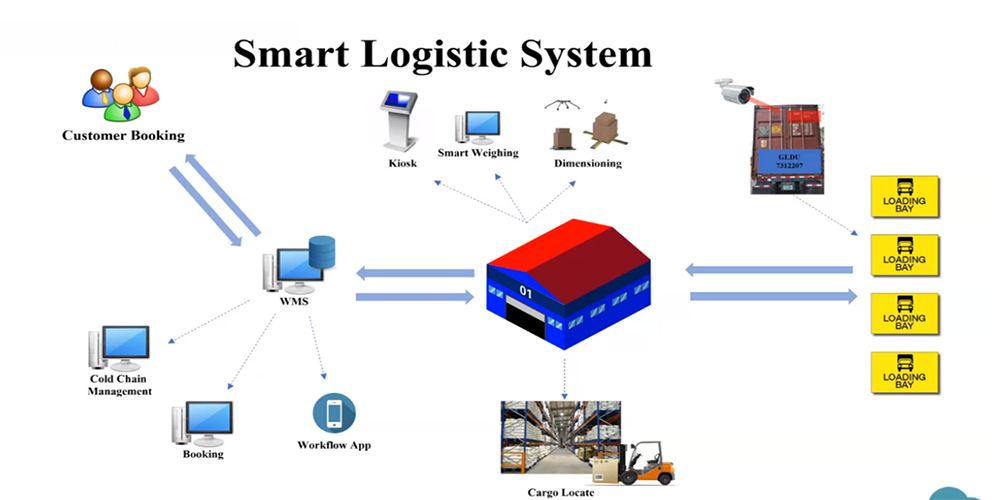 Smart Logistic System
Customer Booking
Kiosk
Smart Weighing
Dimensioning
GLDU
7312207
LOADING
BAY
LOADING
BAY
LOADING
BAY
LOADING
BAY
01
WMS
Cold Chain
Management
Booking
Workflow App
Cargo Locate